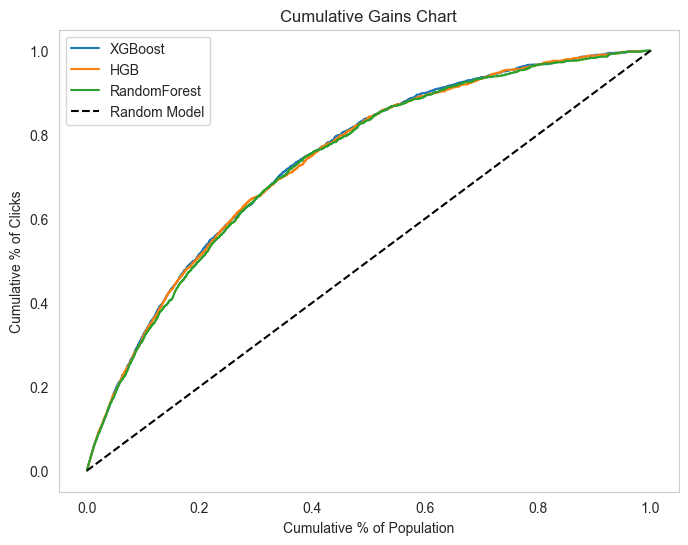 Cumulative Gains Chart
XGBoost
HGB
RandomForest
Random Model
Cumulative % of Clicks
1.0
0.8
0.6
0.4
0.2
0.0
0.0 0.2 0.4 0.6 0.8 1.0
Cumulative % of Population